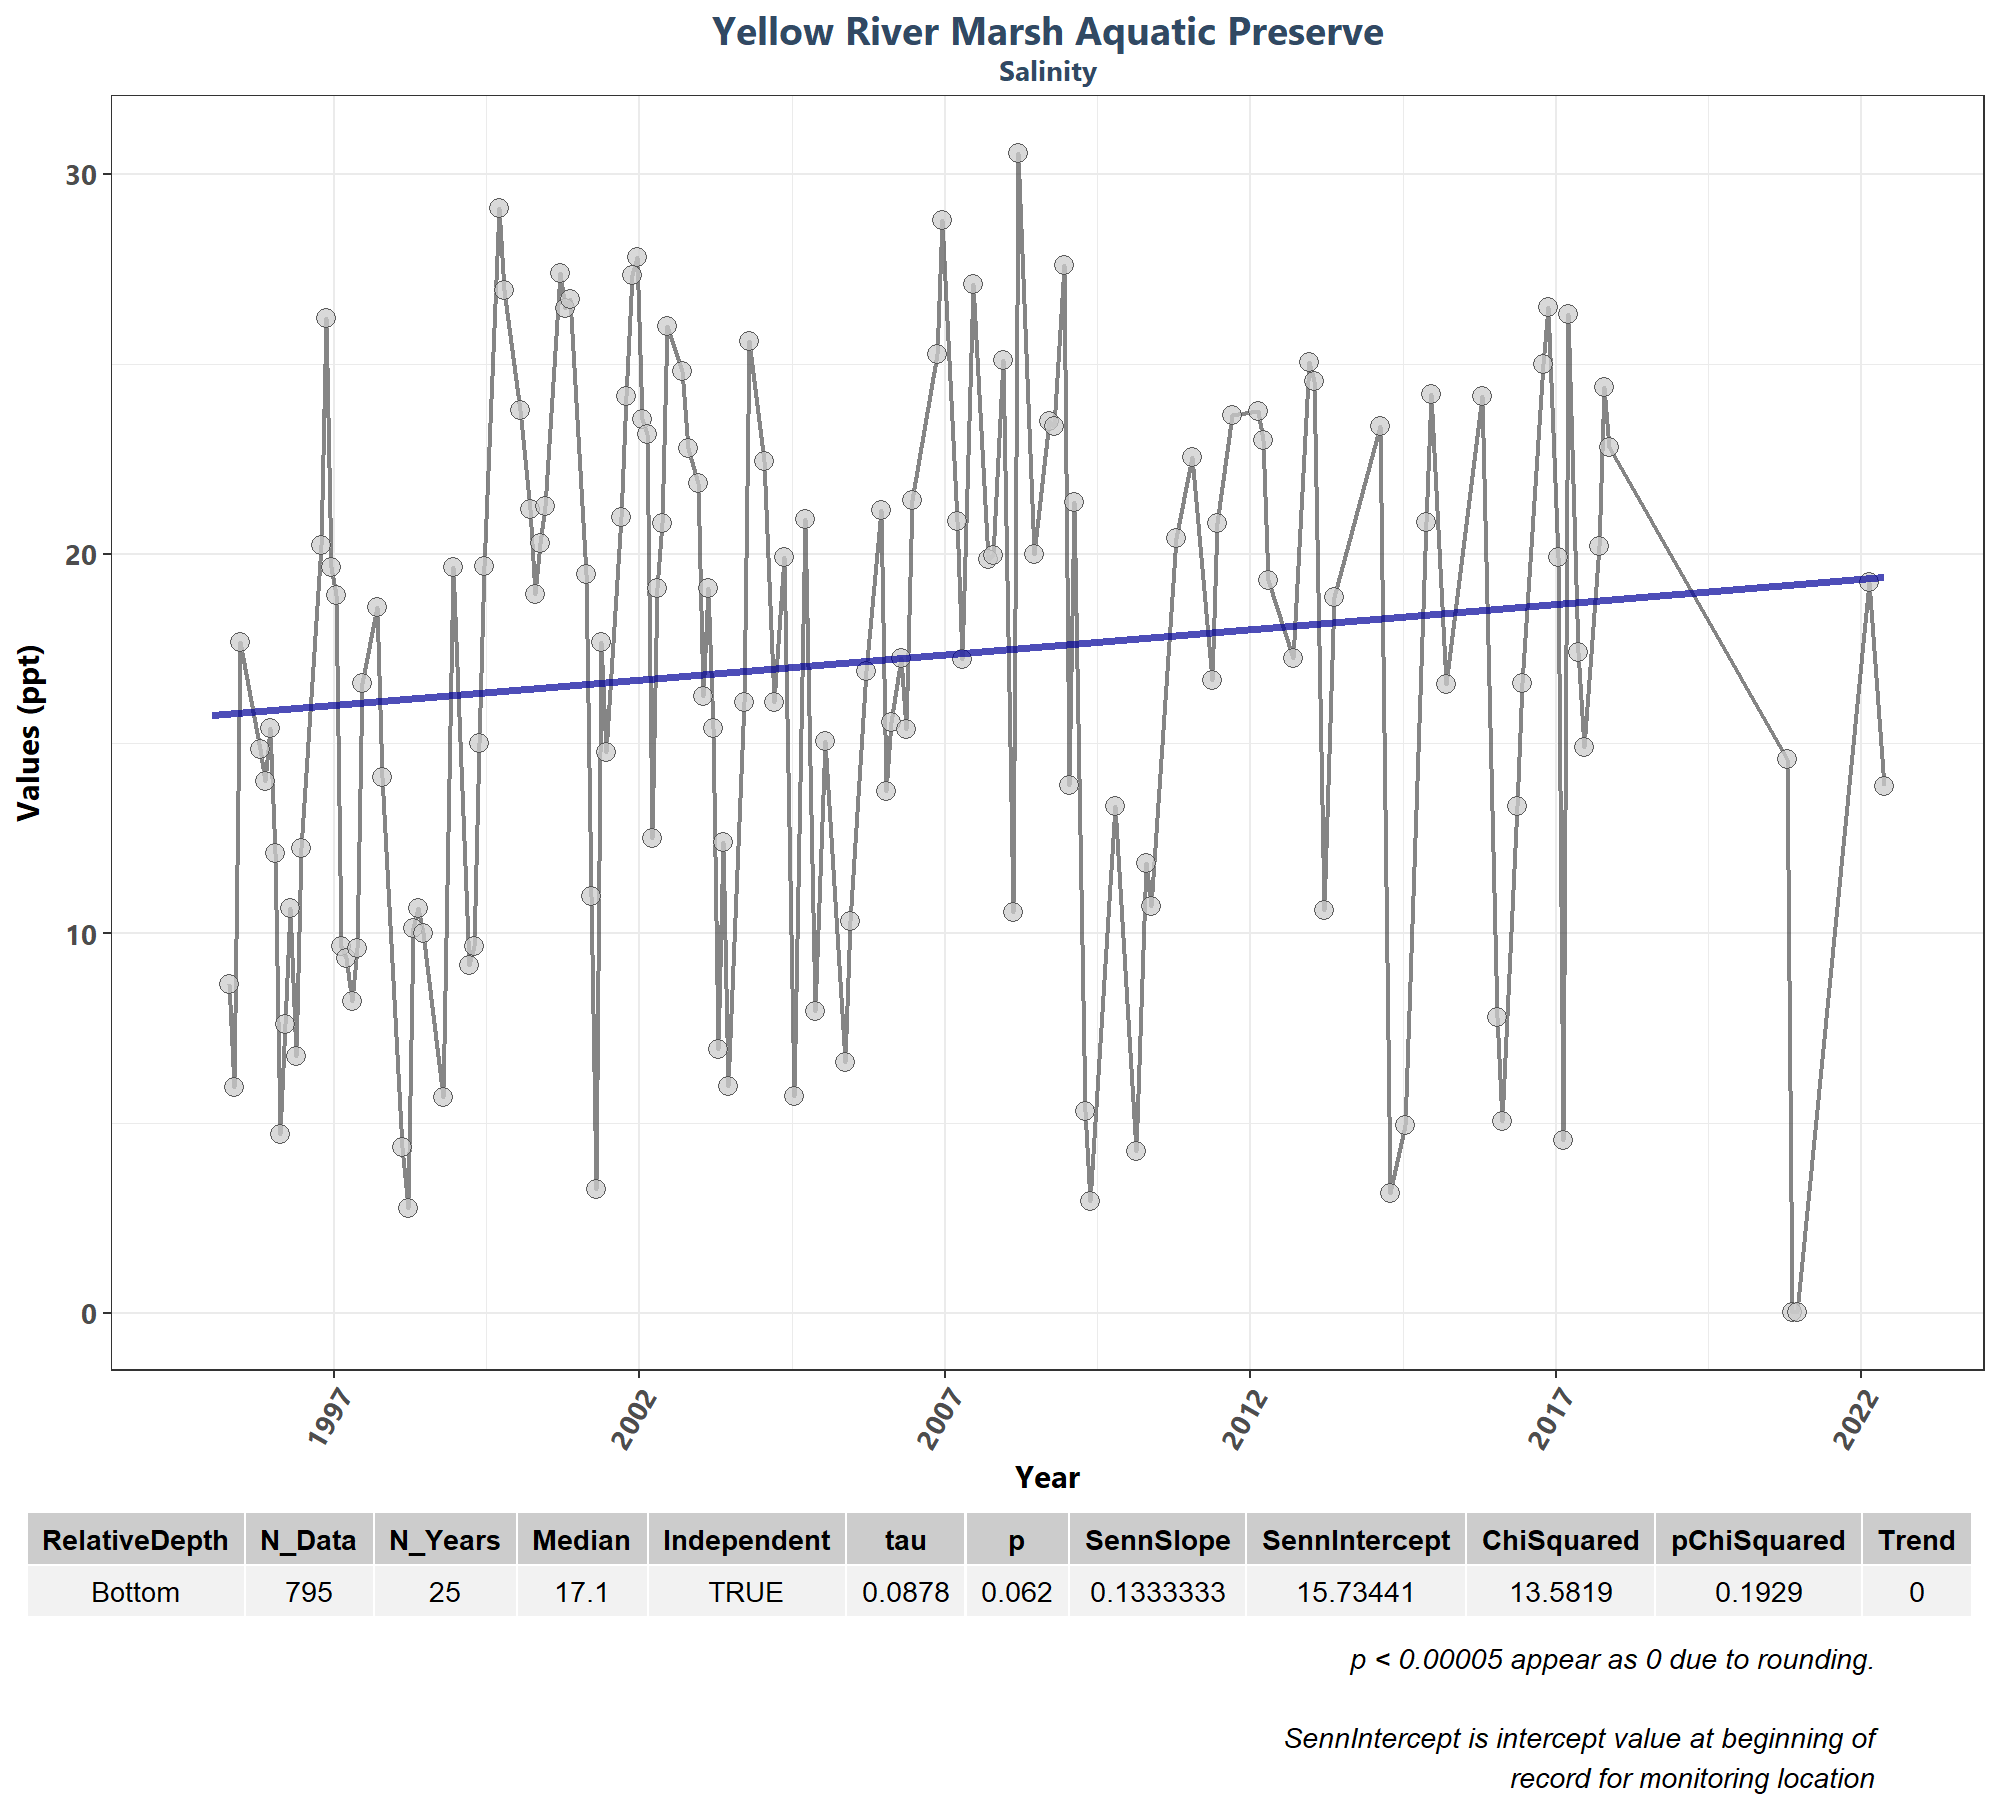 Yellow River Marsh Aquatic Preserve
Salinity
Values (ppt)
30
20
10
0
1997 2002 2007 2012 2017 2022
Year
RelativeDepth N_Data N_Years Median Independent tau p SennSlope SennIntercept ChiSquared pChiSquared Trend
Bottom 795 25 17.1 TRUE 0.0878 0.062 0.1333333 15.73441 13.5819 0.1929 0
p < 0.00005 appear as 0 due to rounding.
SennIntercept is intercept value at beginning of
record for monitoring location